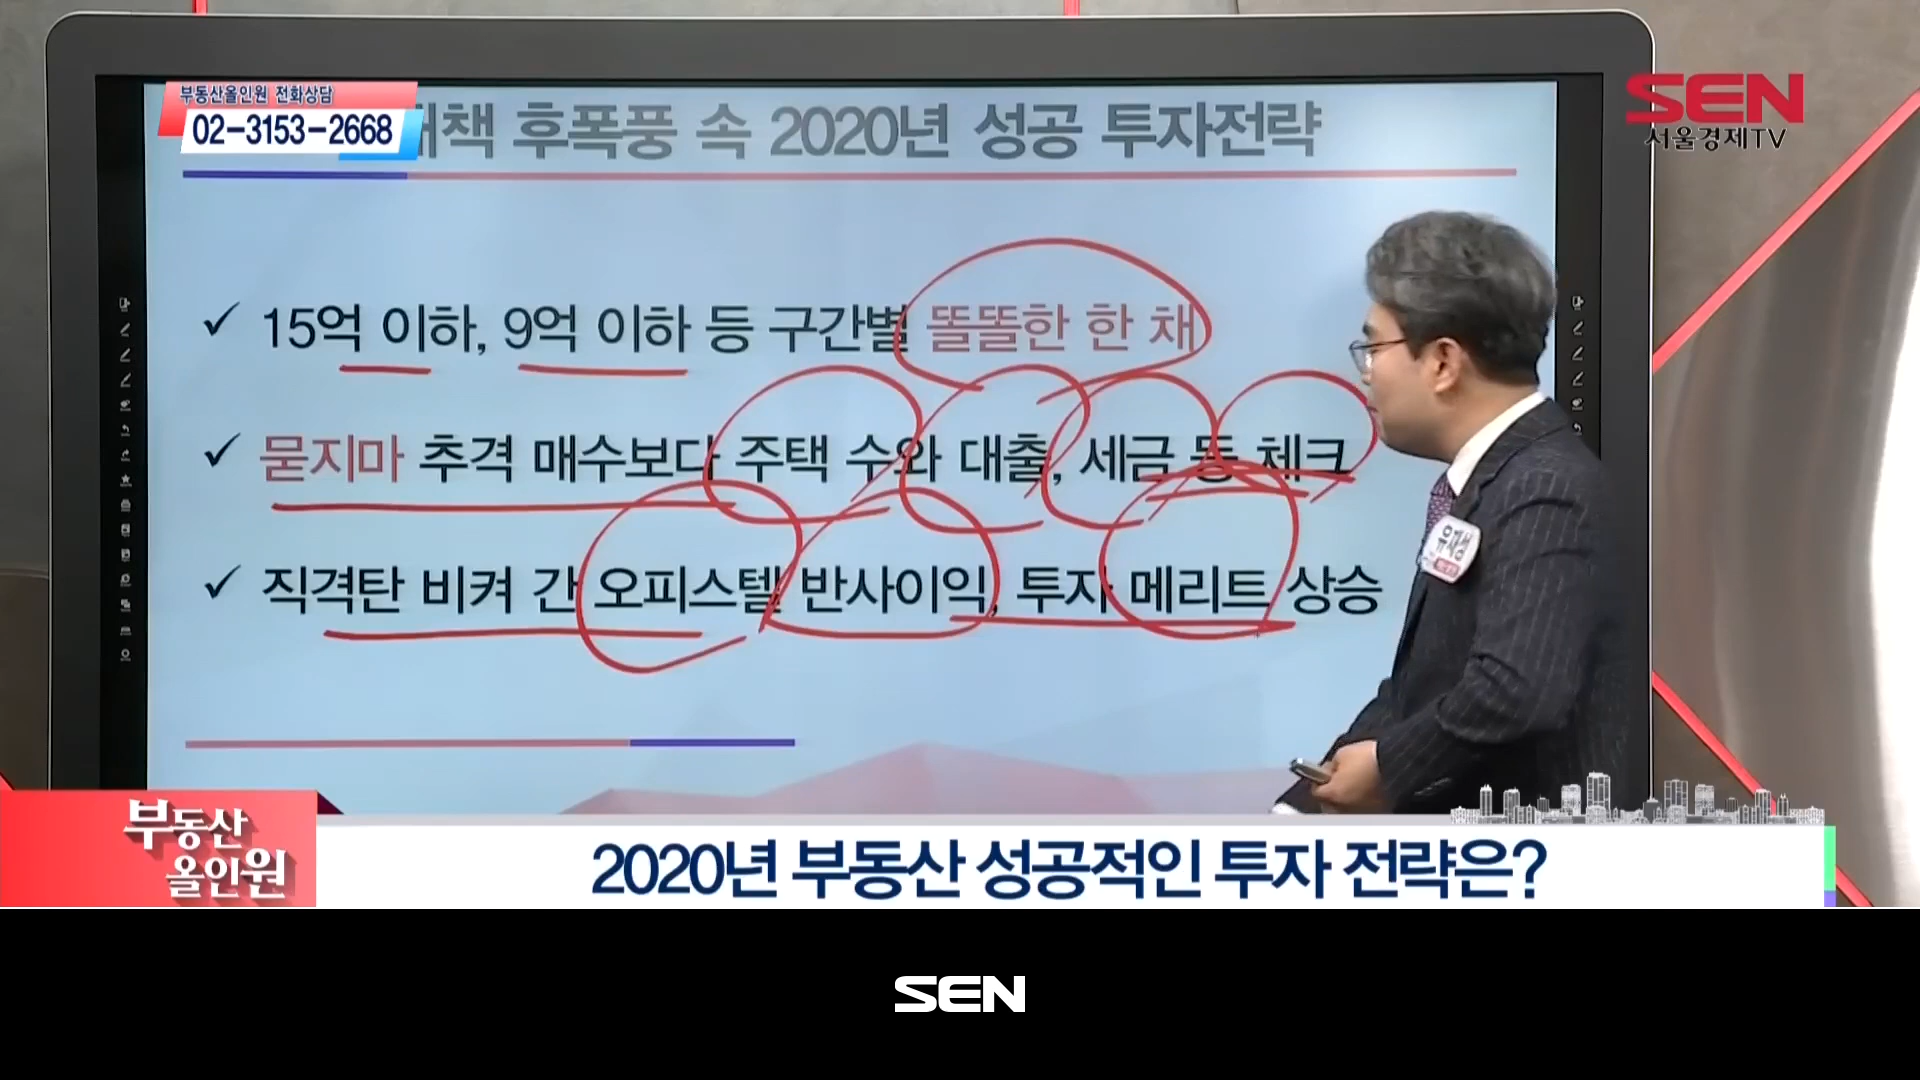 부동산올인원 전화상담
02-3153-2668
후폭풍 속 2020년 성공 투자전략
SEN
서울경제TV
✓ 15억 이하, 9억 이하 등 구간별 똘똘한 한 채
✓ 묻지마 추격 매수보다 주택 수와 대출, 세금 등 체크
✓ 직격탄 비켜 간 오피스텔 반사이익, 투자 메리트 상승
부동산
올인원
2020년 부동산 성공적인 투자 전략은?
SEN